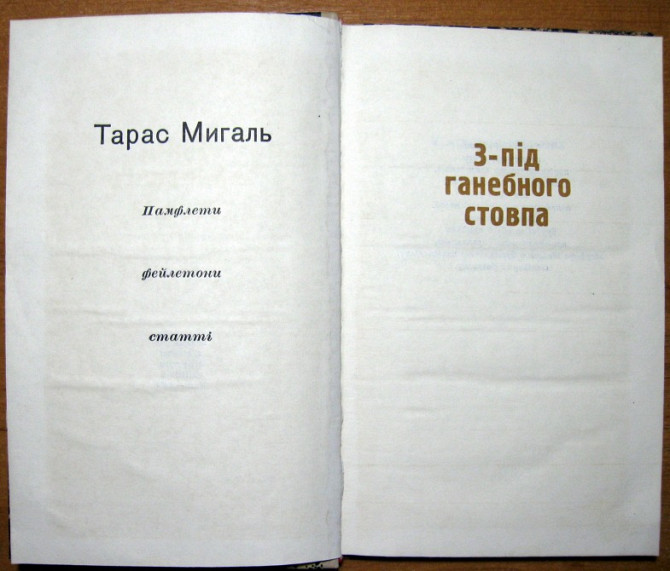 Тарас Мигаль
Памфлети
фейлетони
статті
З-під
ганебного
стовпа